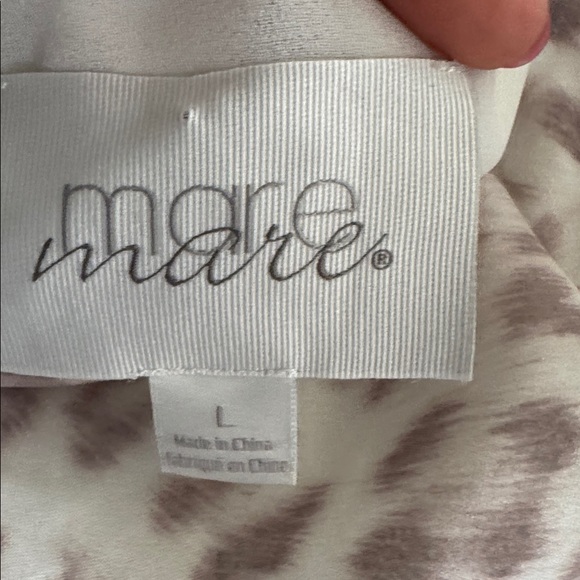 mare
mare®
L
Made in China
Fabriqué en Chine